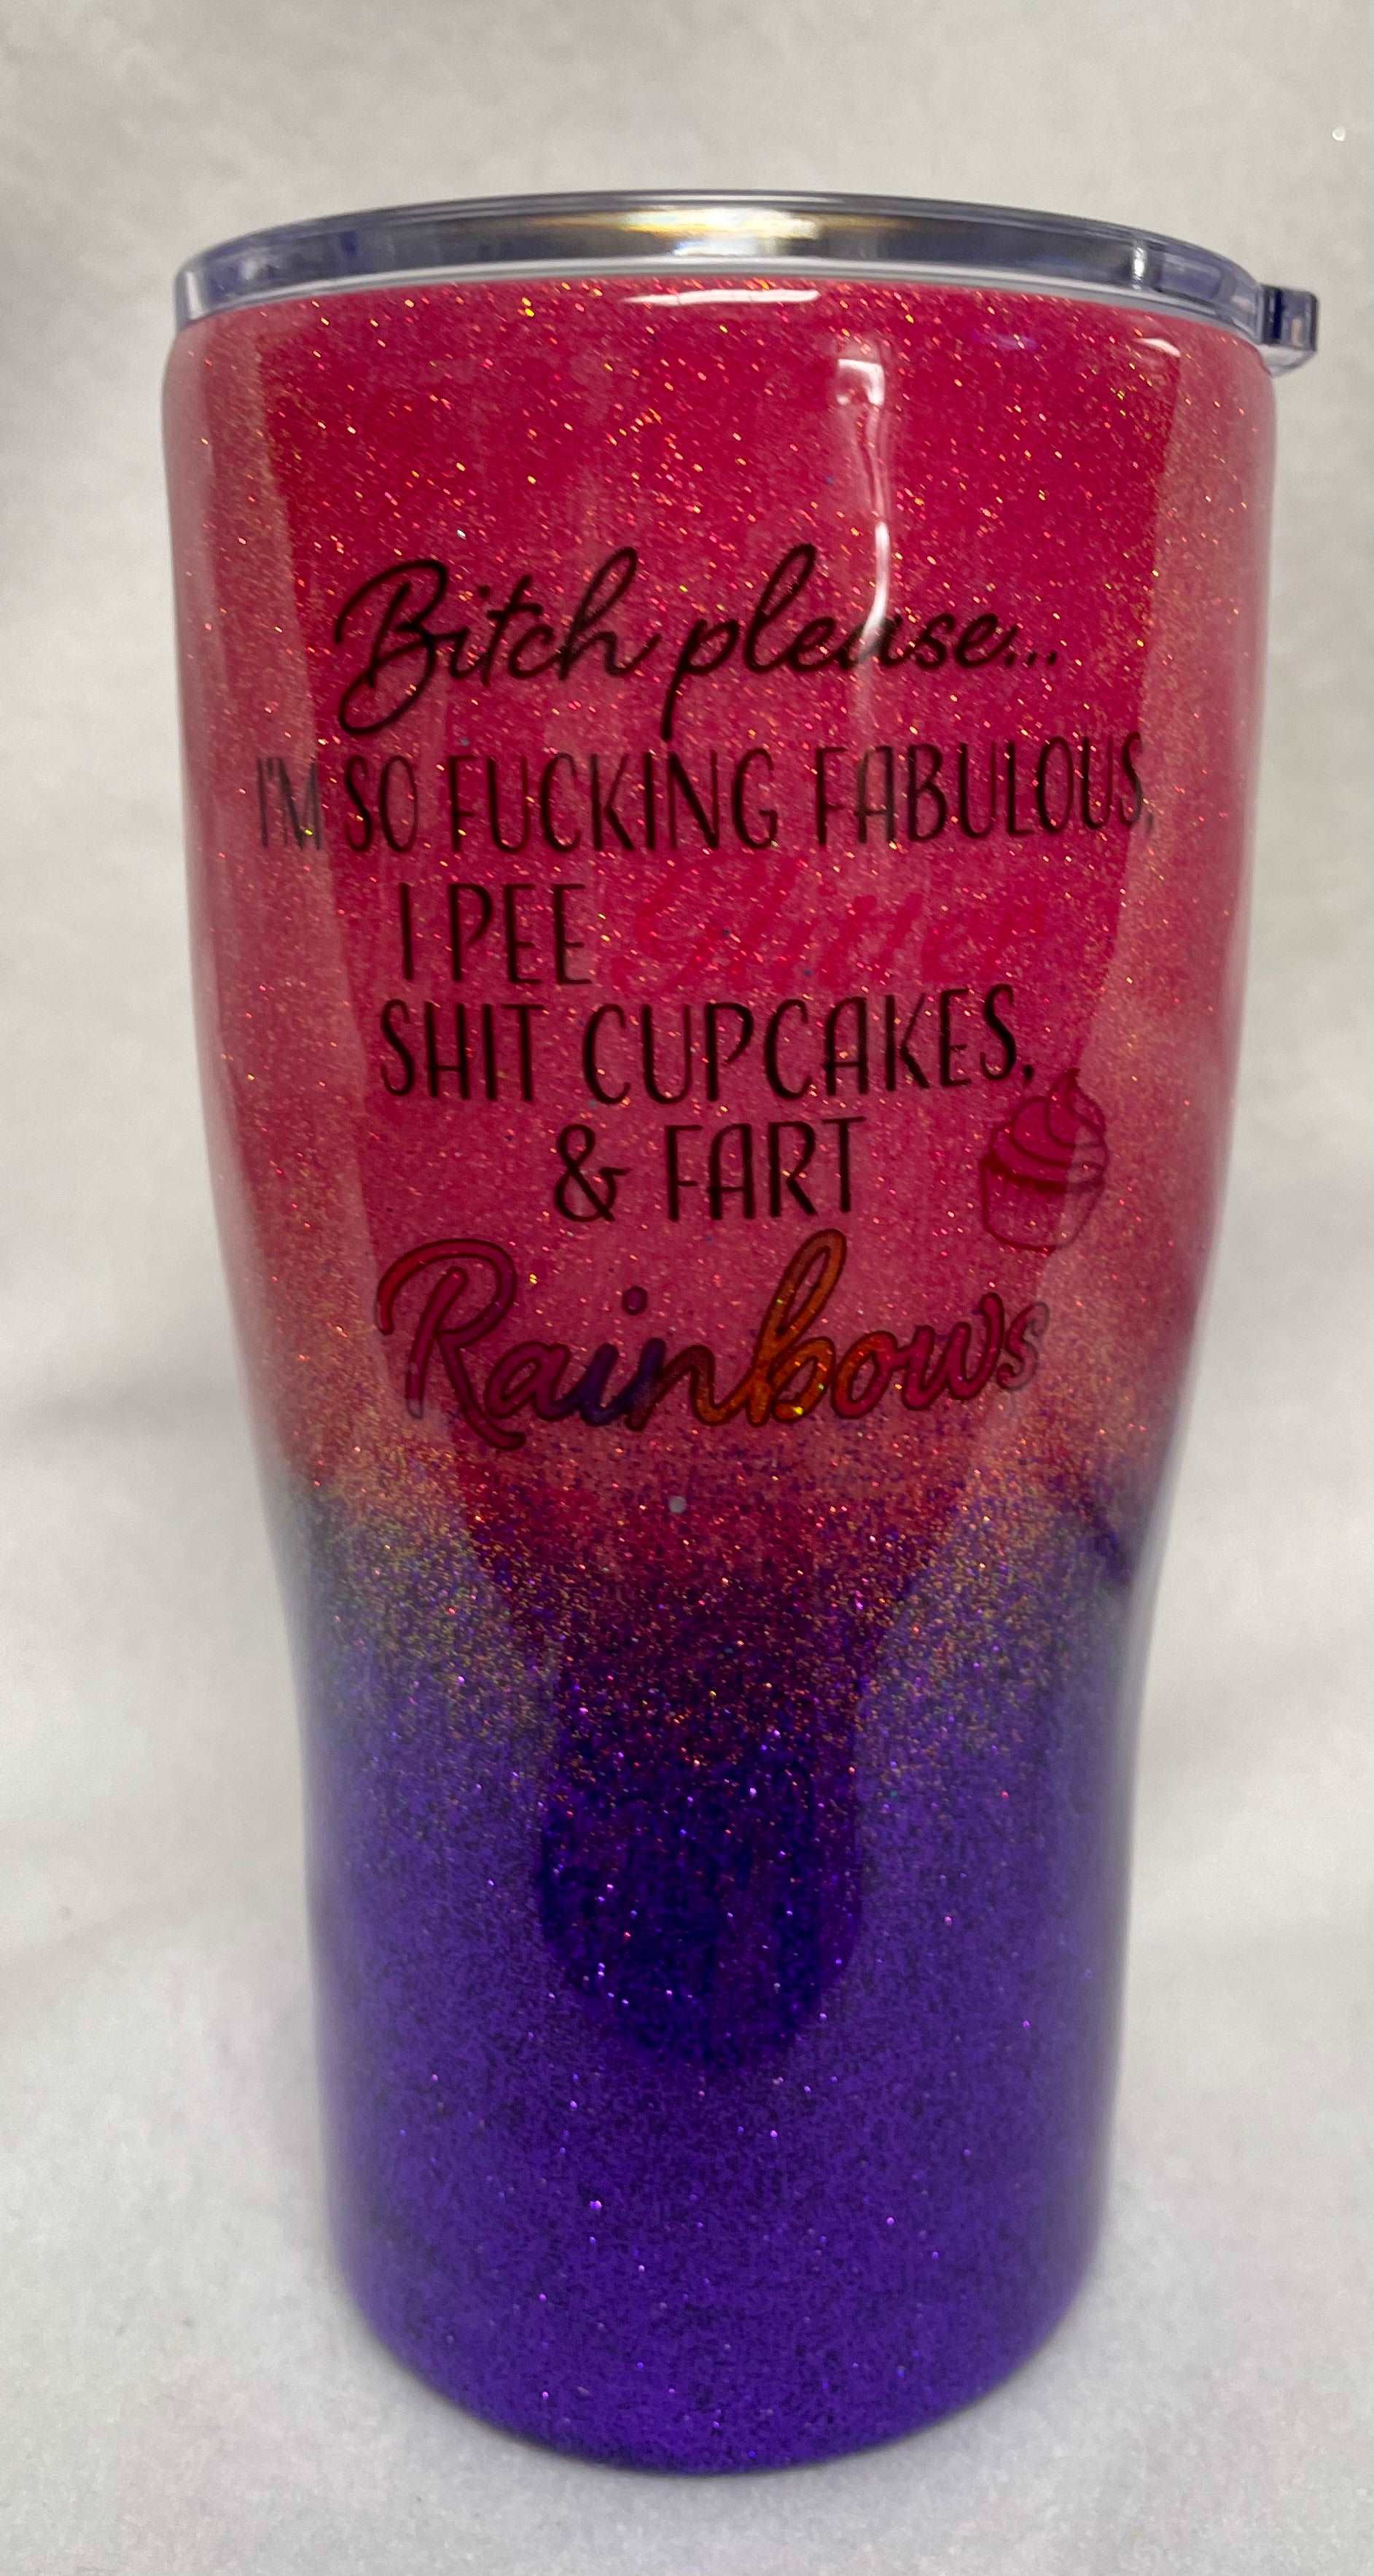 Bitch please...
I'M SO FUCKING FABULOUS,
I PEE Glitter
SHIT CUPCAKES,
& FART
Rainbows